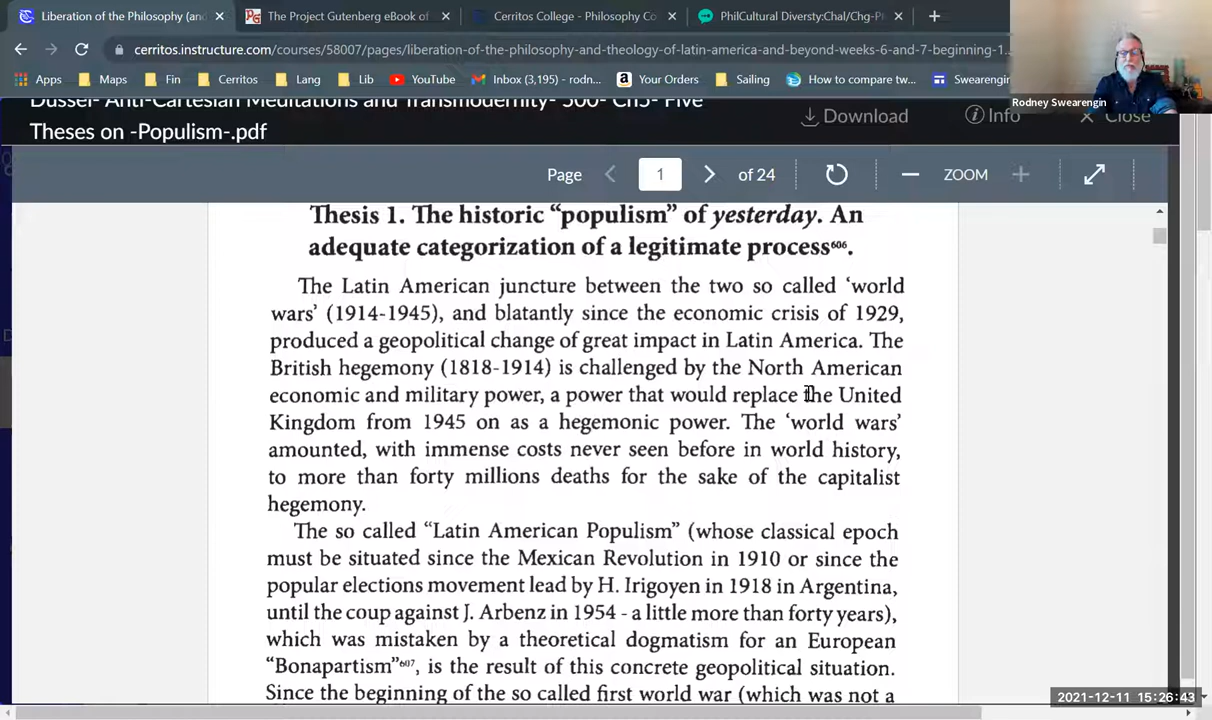 Liberation of the Philosophy (and
The Project Gutenberg eBook of
Cerritos College - Philosophy Co
PhilCultural Diversty:Chal/Chg-Ph
cerritos.instructure.com/courses/58007/pages/liberation-of-the-philosophy-and-theology-of-latin-america-and-beyond-weeks-6-and-7-beginning-1...
Apps Maps Fin Cerritos Lang Lib YouTube Inbox (3,195) - rodn... Your Orders Sailing How to compare tw... Swearengin
Rodney Swearengin
Dussel- Anti-Cartesian Meditations and Transmodernity- 300- Ch5- Five
Theses on -Populism-.pdf
Download Info Close
Page 1 of 24 ZOOM
Thesis 1. The historic “populism” of yesterday. An
adequate categorization of a legitimate process⁶⁰⁶.
The Latin American juncture between the two so called ‘world
wars’ (1914-1945), and blatantly since the economic crisis of 1929,
produced a geopolitical change of great impact in Latin America. The
British hegemony (1818-1914) is challenged by the North American
economic and military power, a power that would replace the United
Kingdom from 1945 on as a hegemonic power. The ‘world wars’
amounted, with immense costs never seen before in world history,
to more than forty millions deaths for the sake of the capitalist
hegemony.
The so called “Latin American Populism” (whose classical epoch
must be situated since the Mexican Revolution in 1910 or since the
popular elections movement lead by H. Irigoyen in 1918 in Argentina,
until the coup against J. Arbenz in 1954 - a little more than forty years),
which was mistaken by a theoretical dogmatism for an European
“Bonapartism”⁶⁰⁷, is the result of this concrete geopolitical situation.
Since the beginning of the so called first world war (which was not a
2021-12-11 15:26:43